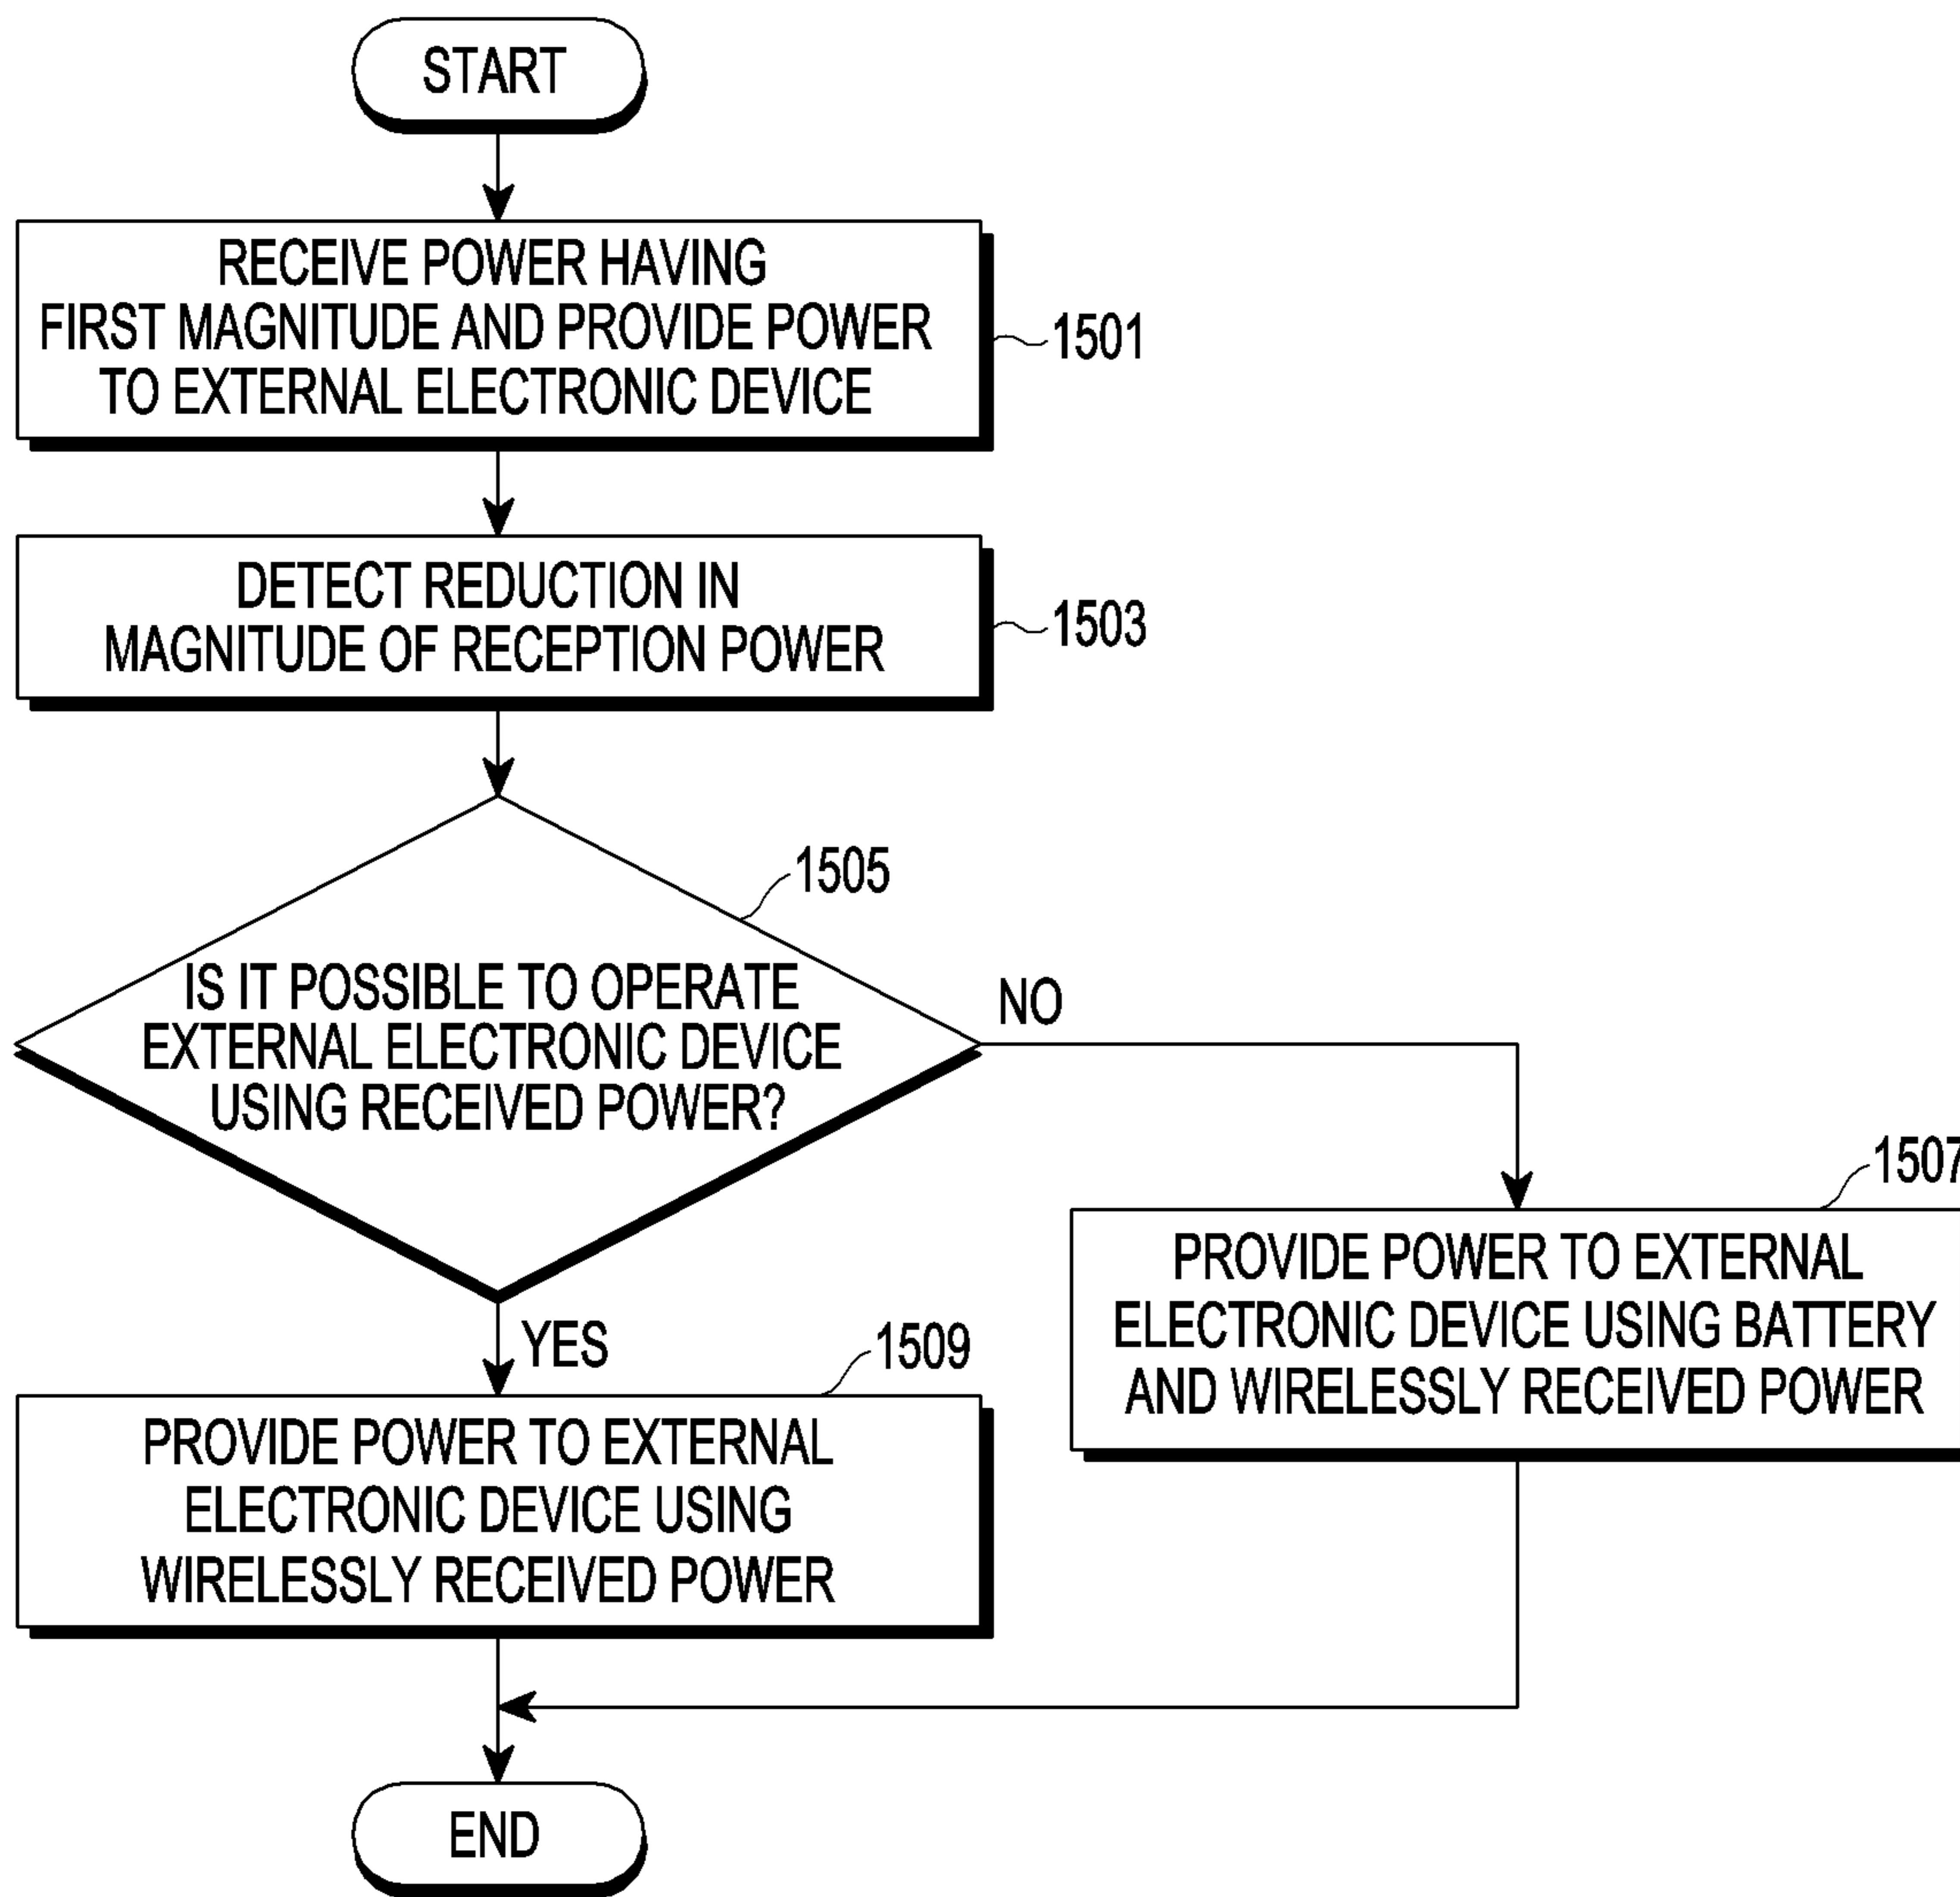 START
RECEIVE POWER HAVING
FIRST MAGNITUDE AND PROVIDE POWER
TO EXTERNAL ELECTRONIC DEVICE
1501
DETECT REDUCTION IN
MAGNITUDE OF RECEPTION POWER
1503
1505
IS IT POSSIBLE TO OPERATE
EXTERNAL ELECTRONIC DEVICE
USING RECEIVED POWER?
NO
1507
PROVIDE POWER TO EXTERNAL
ELECTRONIC DEVICE USING BATTERY
AND WIRELESSLY RECEIVED POWER
YES
1509
PROVIDE POWER TO EXTERNAL
ELECTRONIC DEVICE USING
WIRELESSLY RECEIVED POWER
END